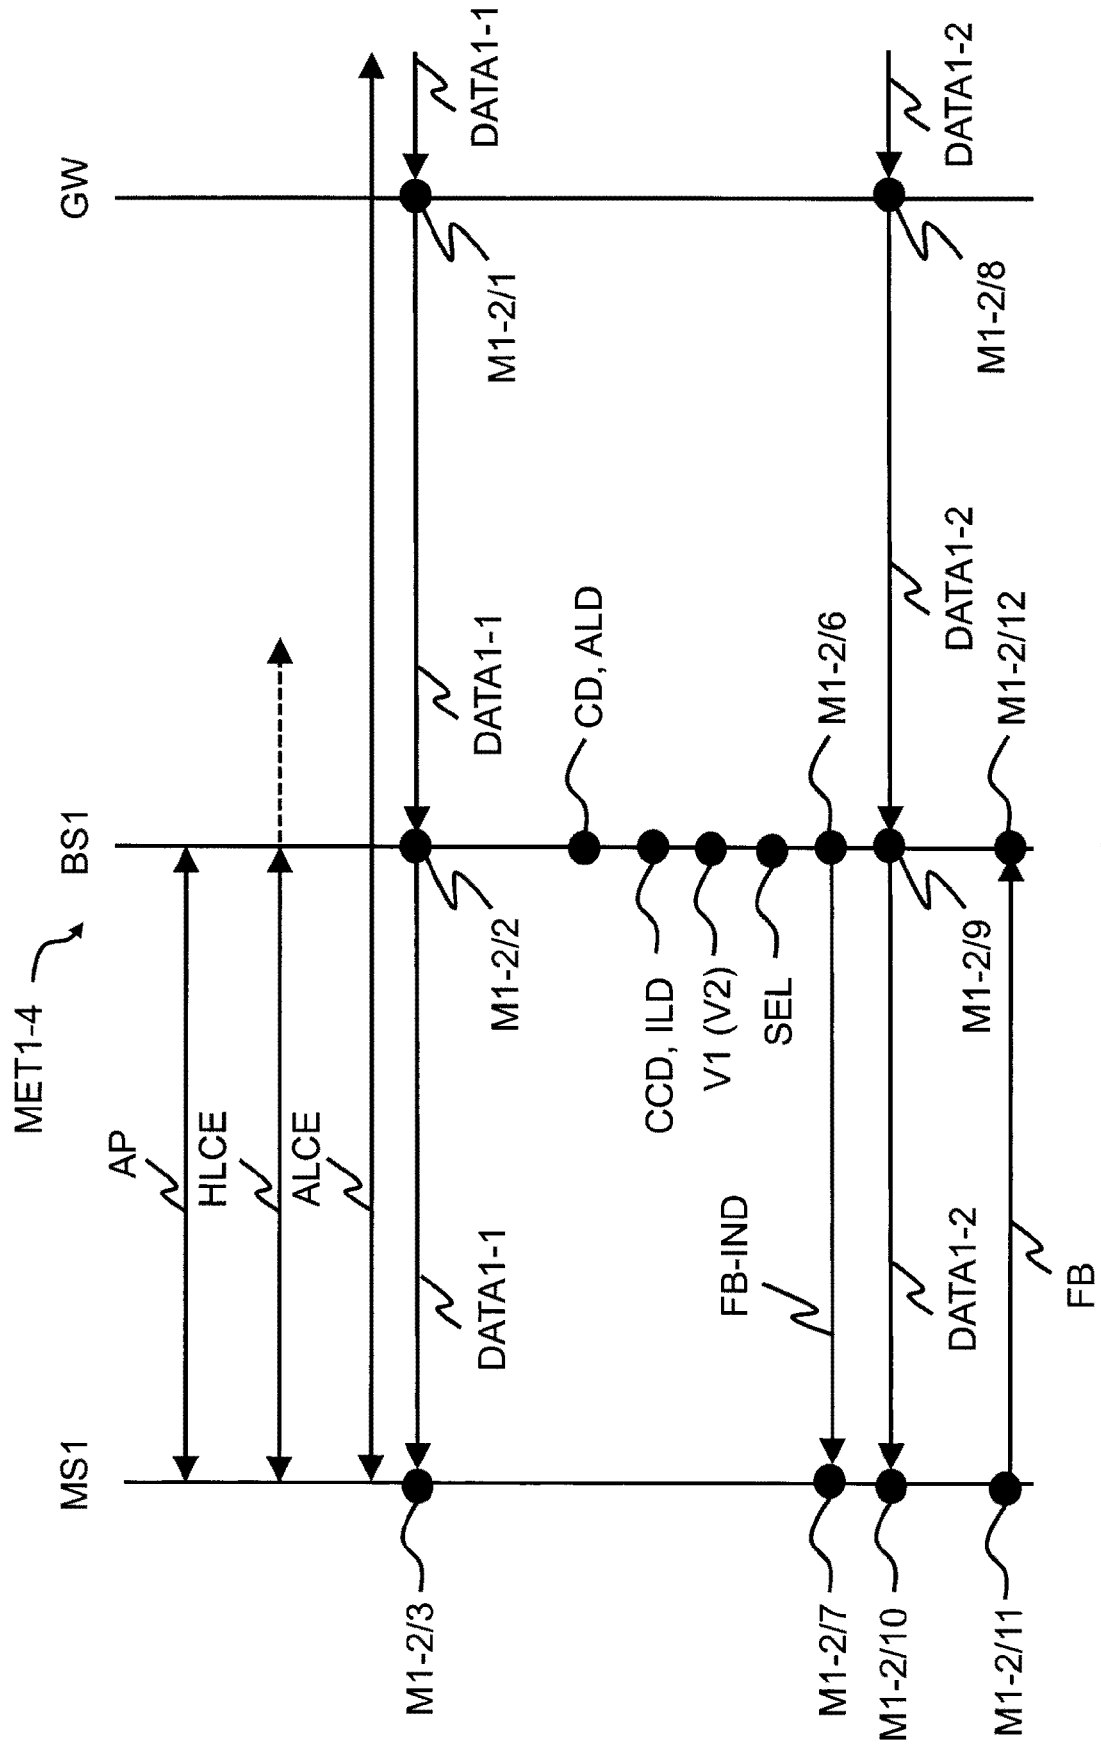 MET1-4
MS1
BS1
GW
AP
HLCE
ALCE
DATA1-1
DATA1-1
DATA1-1
M1-2/3
M1-2/2
M1-2/1
CD, ALD
CCD, ILD
V1 (V2)
SEL
FB-IND
M1-2/6
M1-2/7
DATA1-2
DATA1-2
DATA1-2
M1-2/10
M1-2/9
M1-2/8
M1-2/11
FB
M1-2/12